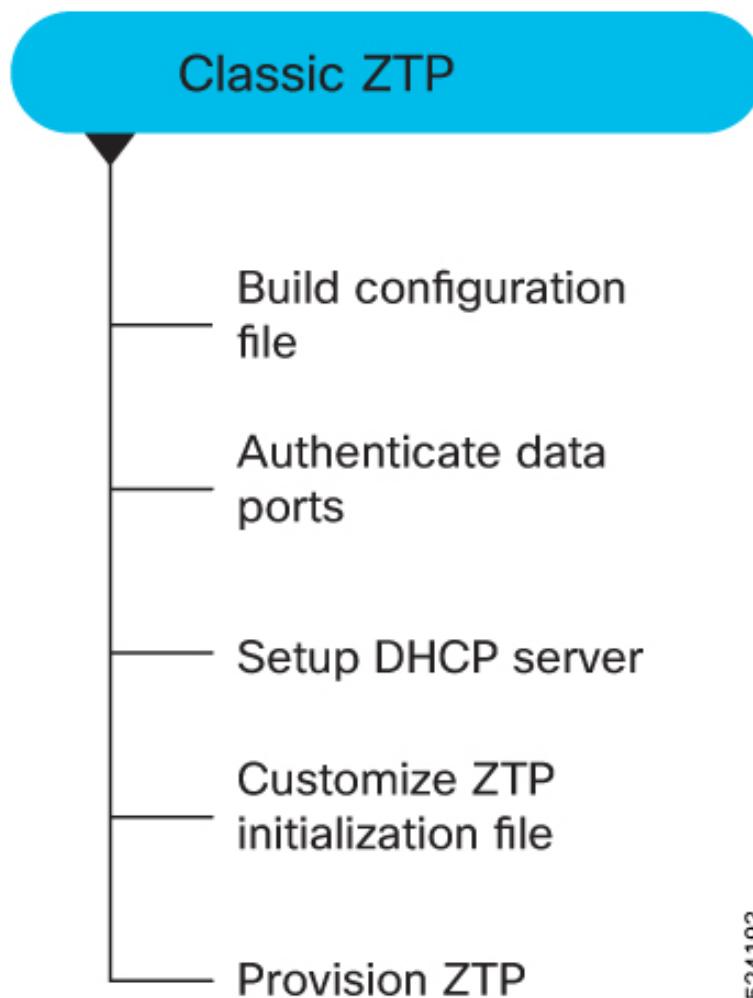 Classic ZTP
Build configuration
file
Authenticate data
ports
Setup DHCP server
Customize ZTP
initialization file
Provision ZTP